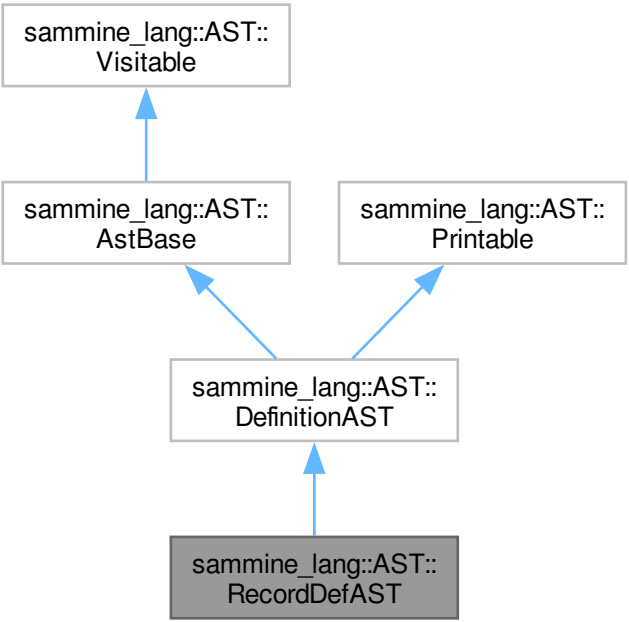 sammine_lang::AST::
Visitable
sammine_lang::AST::
AstBase
sammine_lang::AST::
Printable
sammine_lang::AST::
DefinitionAST
sammine_lang::AST::
RecordDefAST